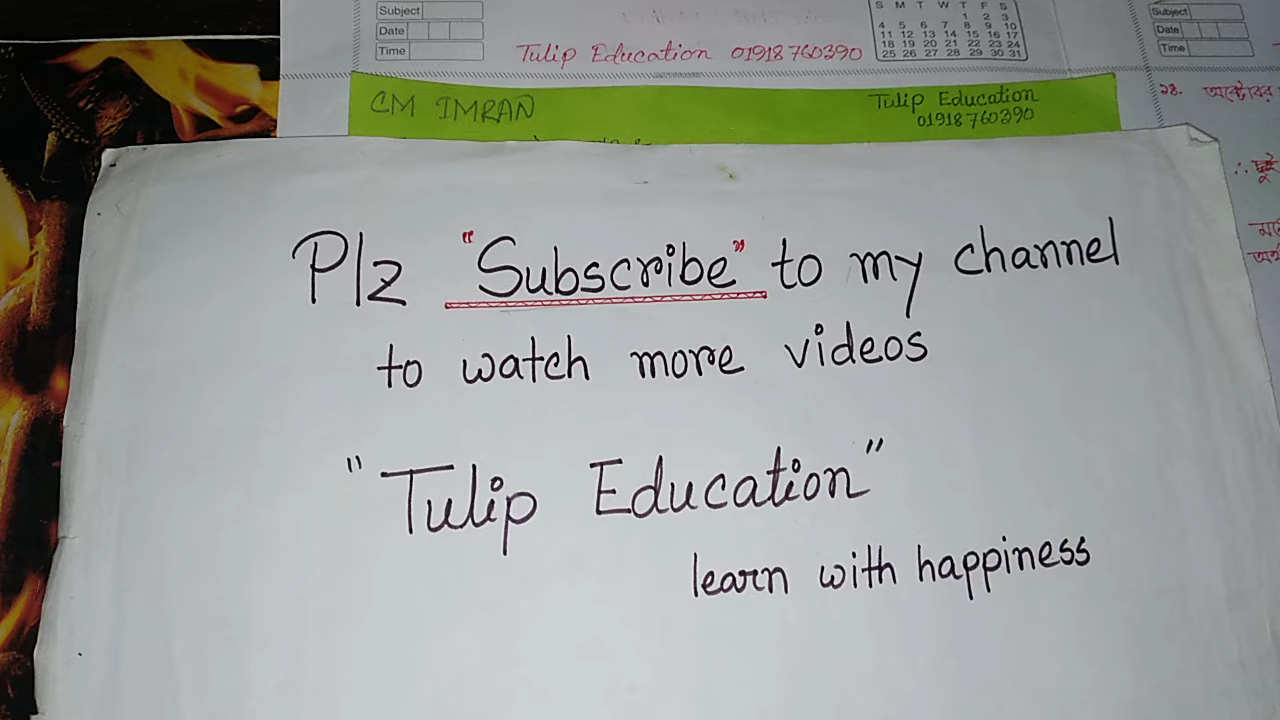 Subject
Date
Time
Tulip Education 01918760390
S M T W T F S
1 2 3
4 5 6 7 8 9 10
11 12 13 14 15 16 17
18 19 20 21 22 23 24
25 26 27 28 29 30 31
Subject
Date
Time
CM IMRAN
Tulip Education
01918760390
২৪. অক্টোবর
Plz "Subscribe" to my channel
to watch more videos
"Tulip Education"
learn with happiness